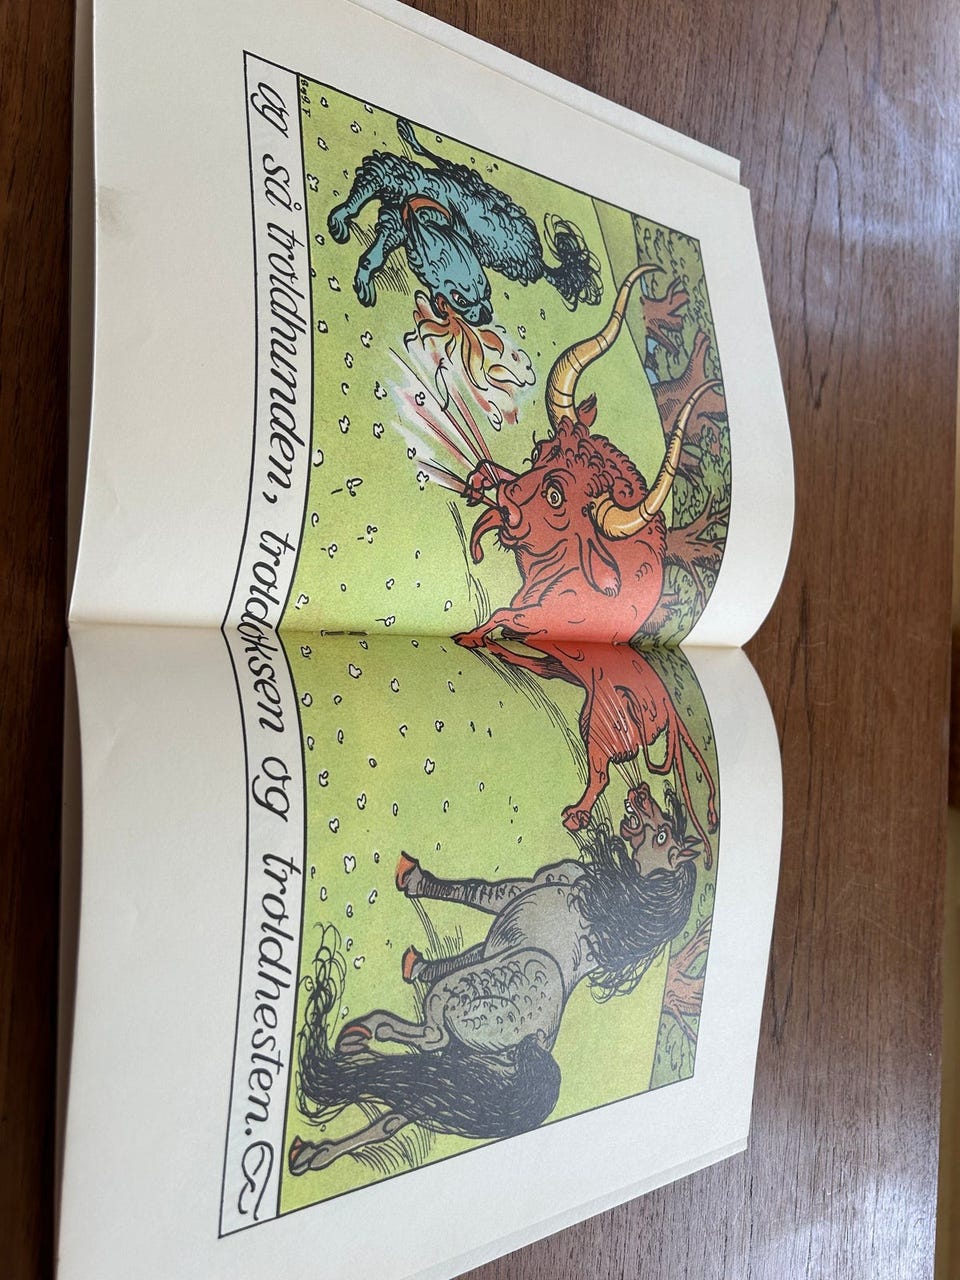 og så troldhunden, troldoksen og troldhesten.